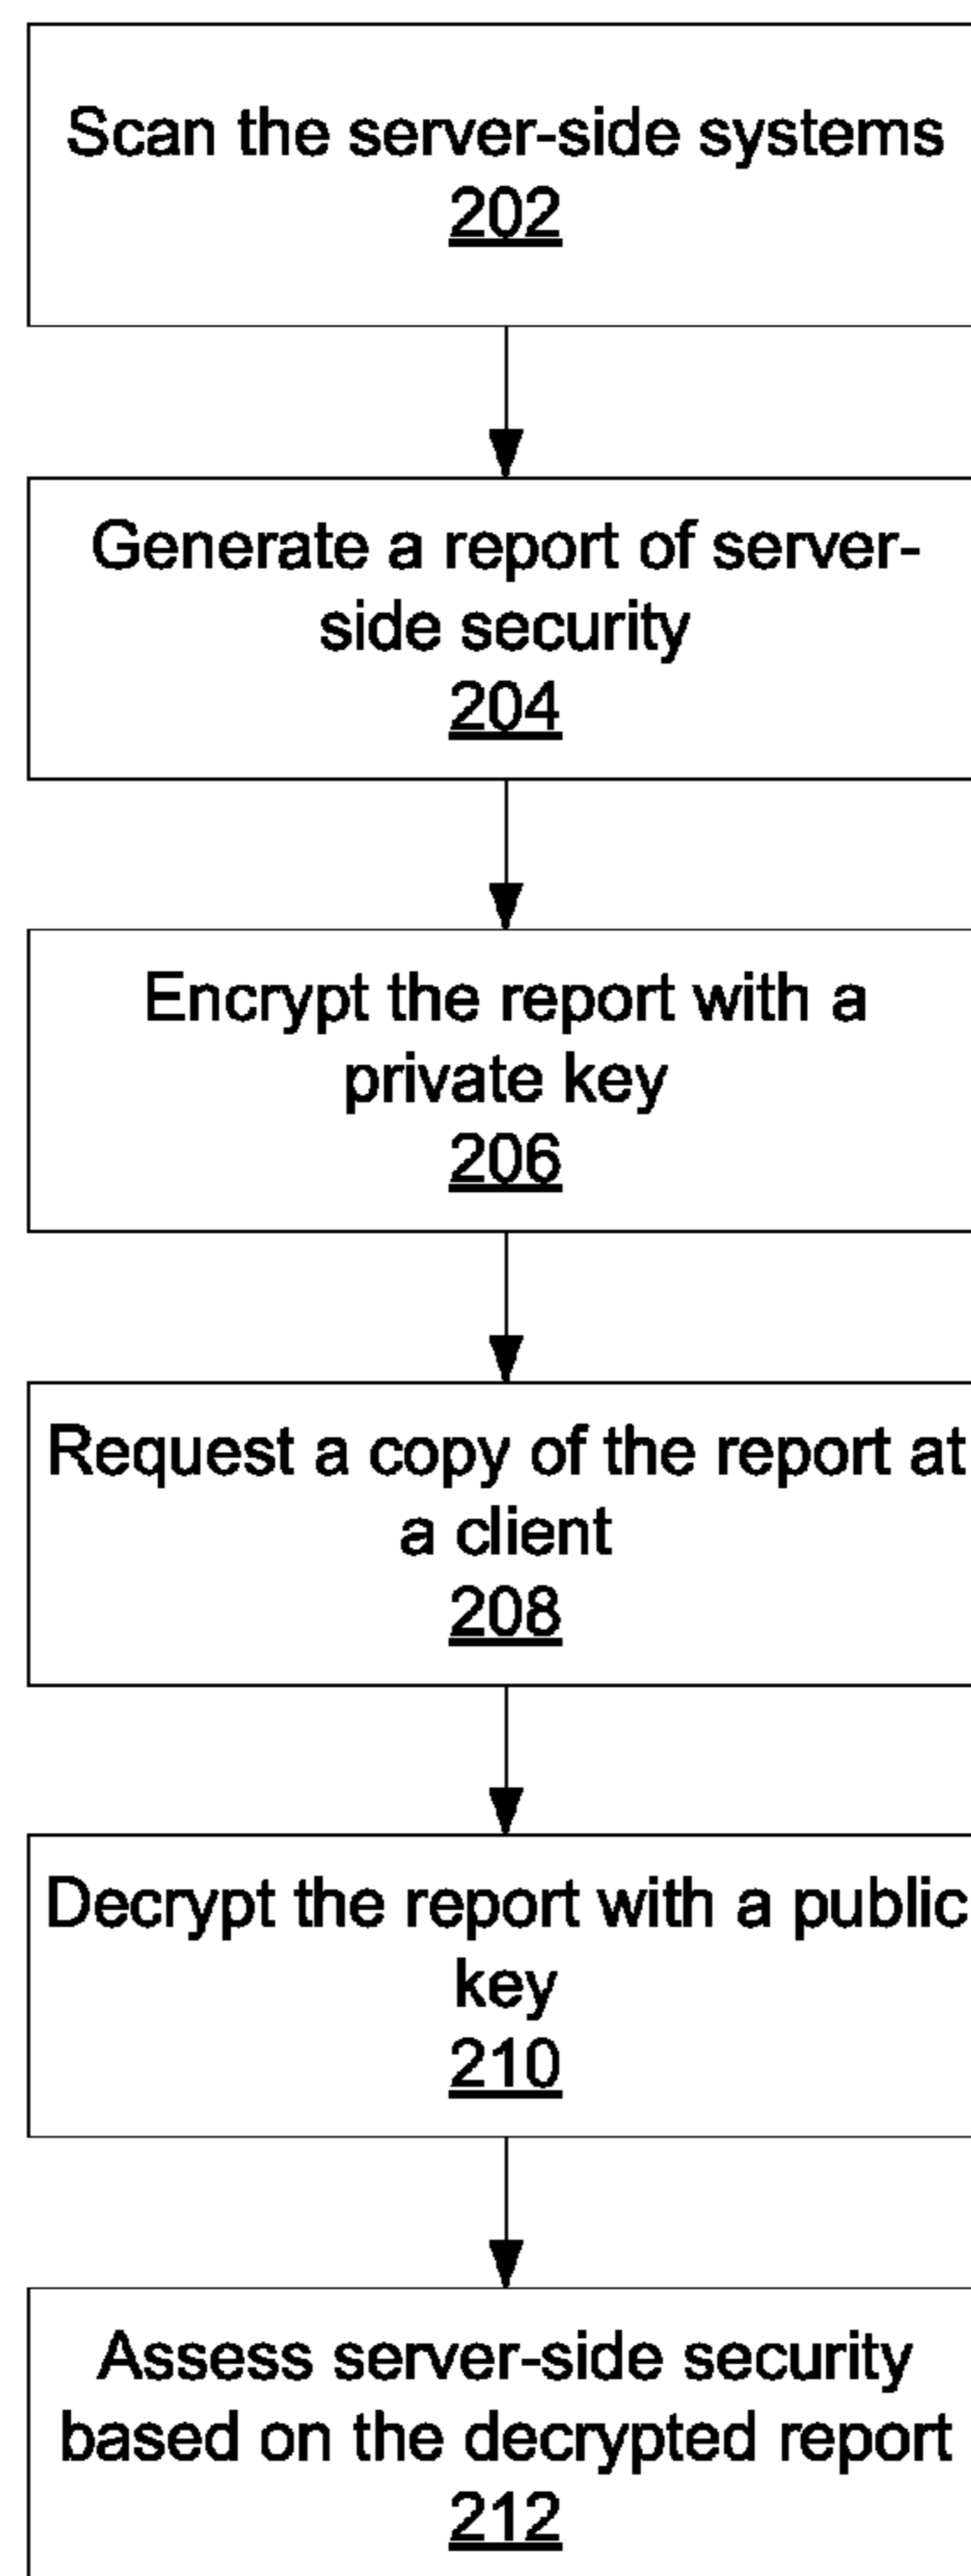 Scan the server-side systems
202
Generate a report of server-
side security
204
Encrypt the report with a
private key
206
Request a copy of the report at
a client
208
Decrypt the report with a public
key
210
Assess server-side security
based on the decrypted report
212